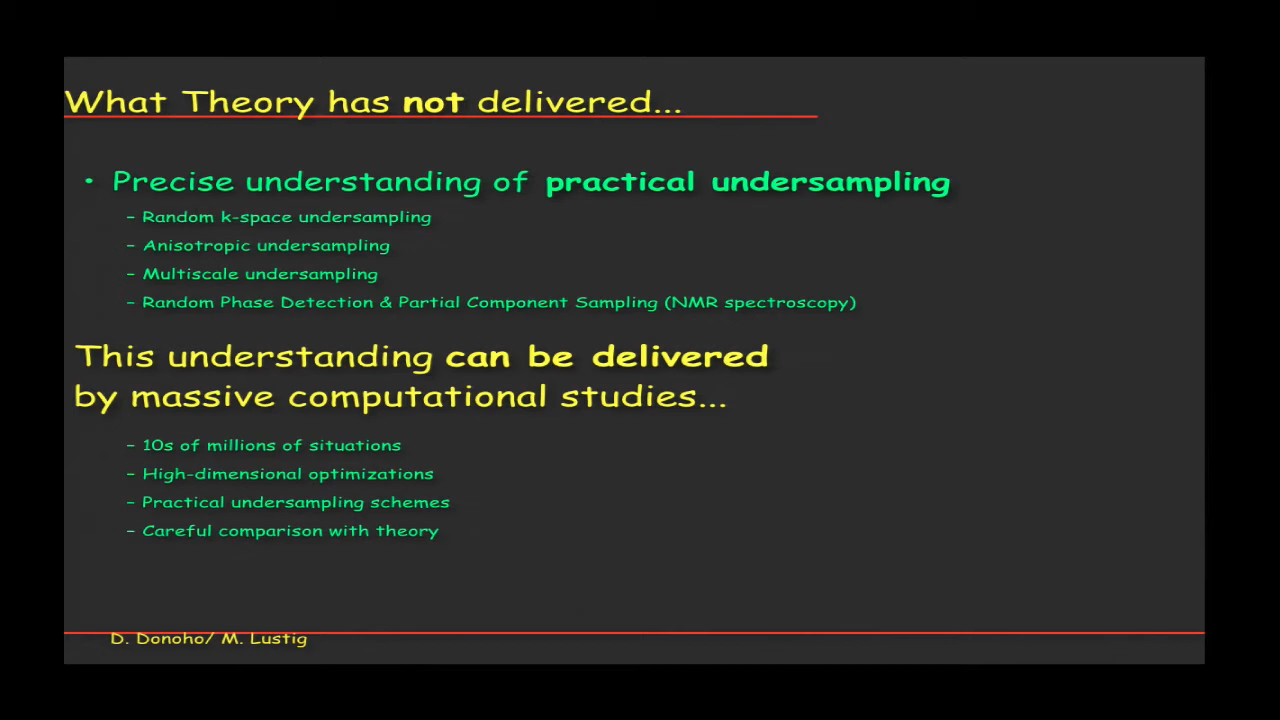 What Theory has not delivered...
• Precise understanding of practical undersampling
– Random k-space undersampling
– Anisotropic undersampling
– Multiscale undersampling
– Random Phase Detection & Partial Component Sampling (NMR spectroscopy)
This understanding can be delivered
by massive computational studies...
– 10s of millions of situations
– High-dimensional optimizations
– Practical undersampling schemes
– Careful comparison with theory
D. Donoho/ M. Lustig